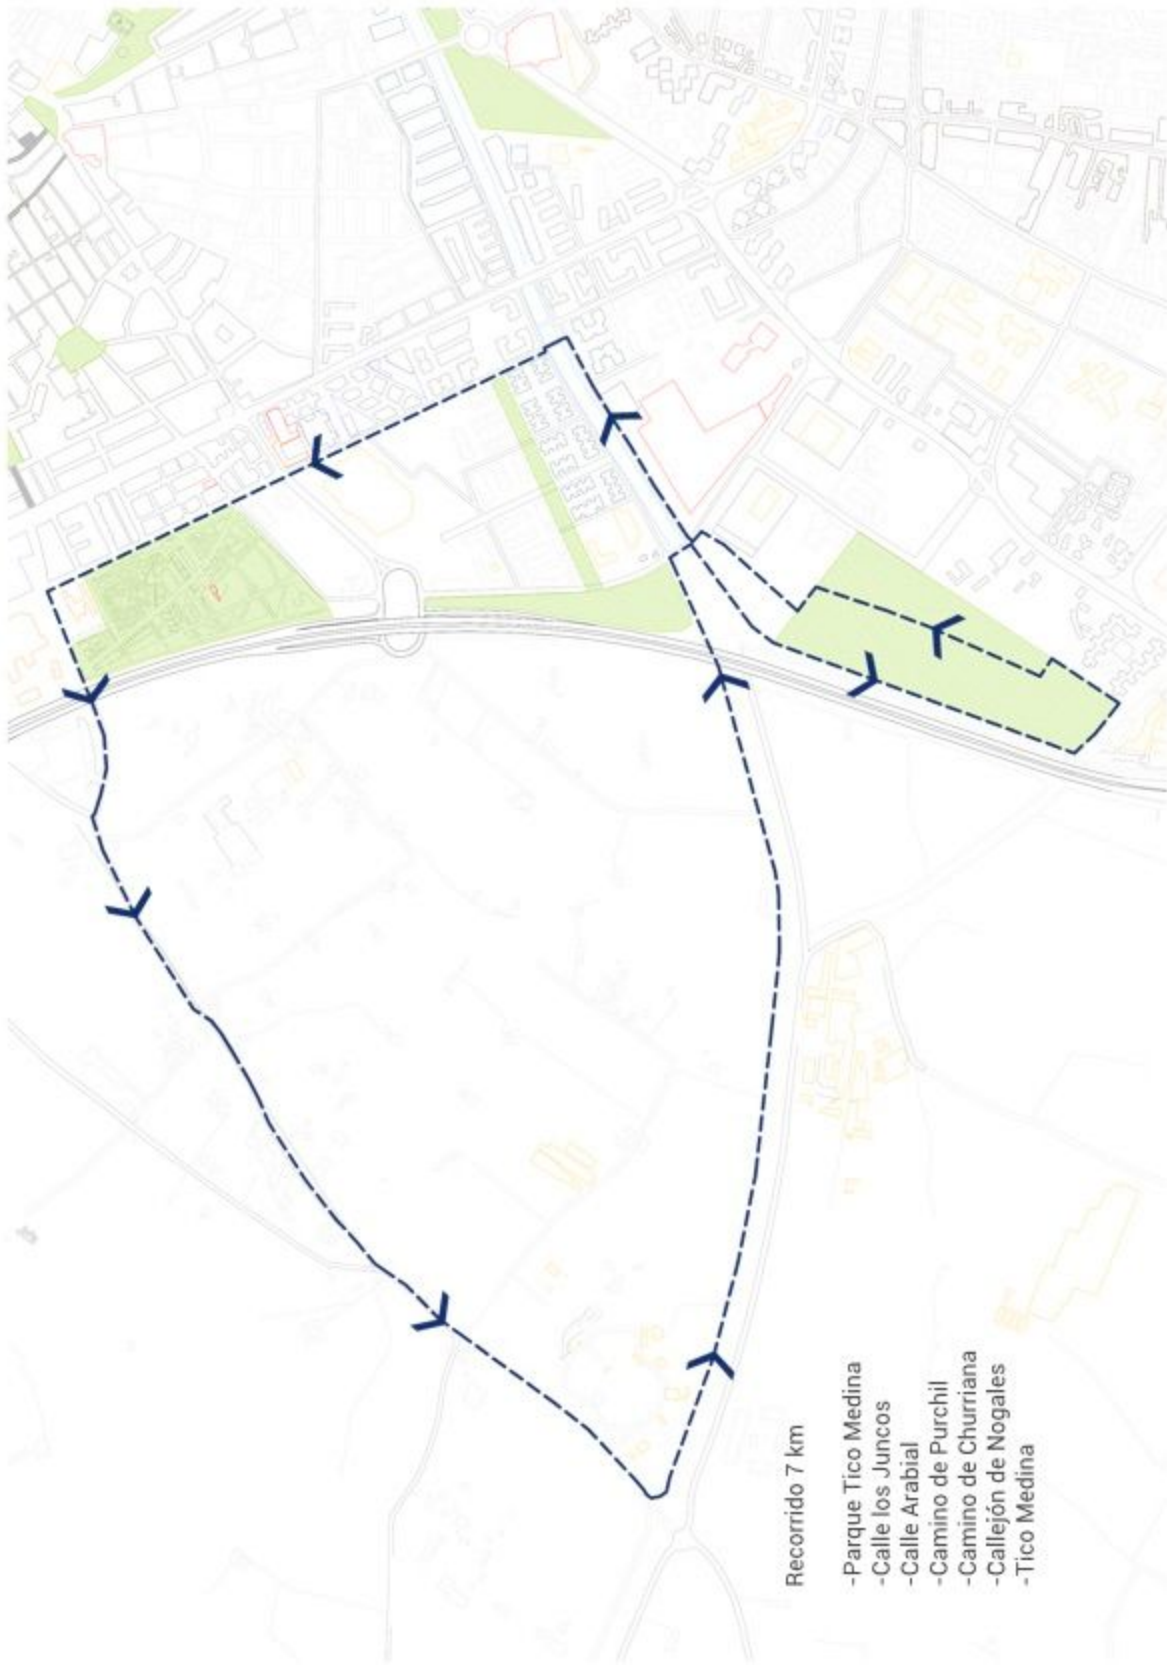 Recorrido 7 km
-Parque Tico Medina
-Calle los Juncos
-Calle Arabial
-Camino de Purchil
-Camino de Churriana
-Callejón de Nogales
-Tico Medina